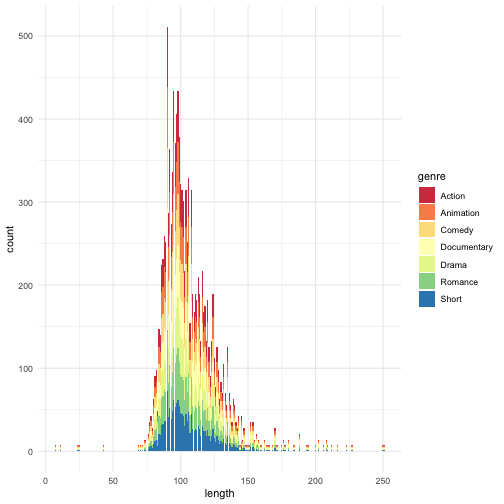 500
400
300
200
100
0
count
0
50
100
150
200
250
length
genre
Action
Animation
Comedy
Documentary
Drama
Romance
Short